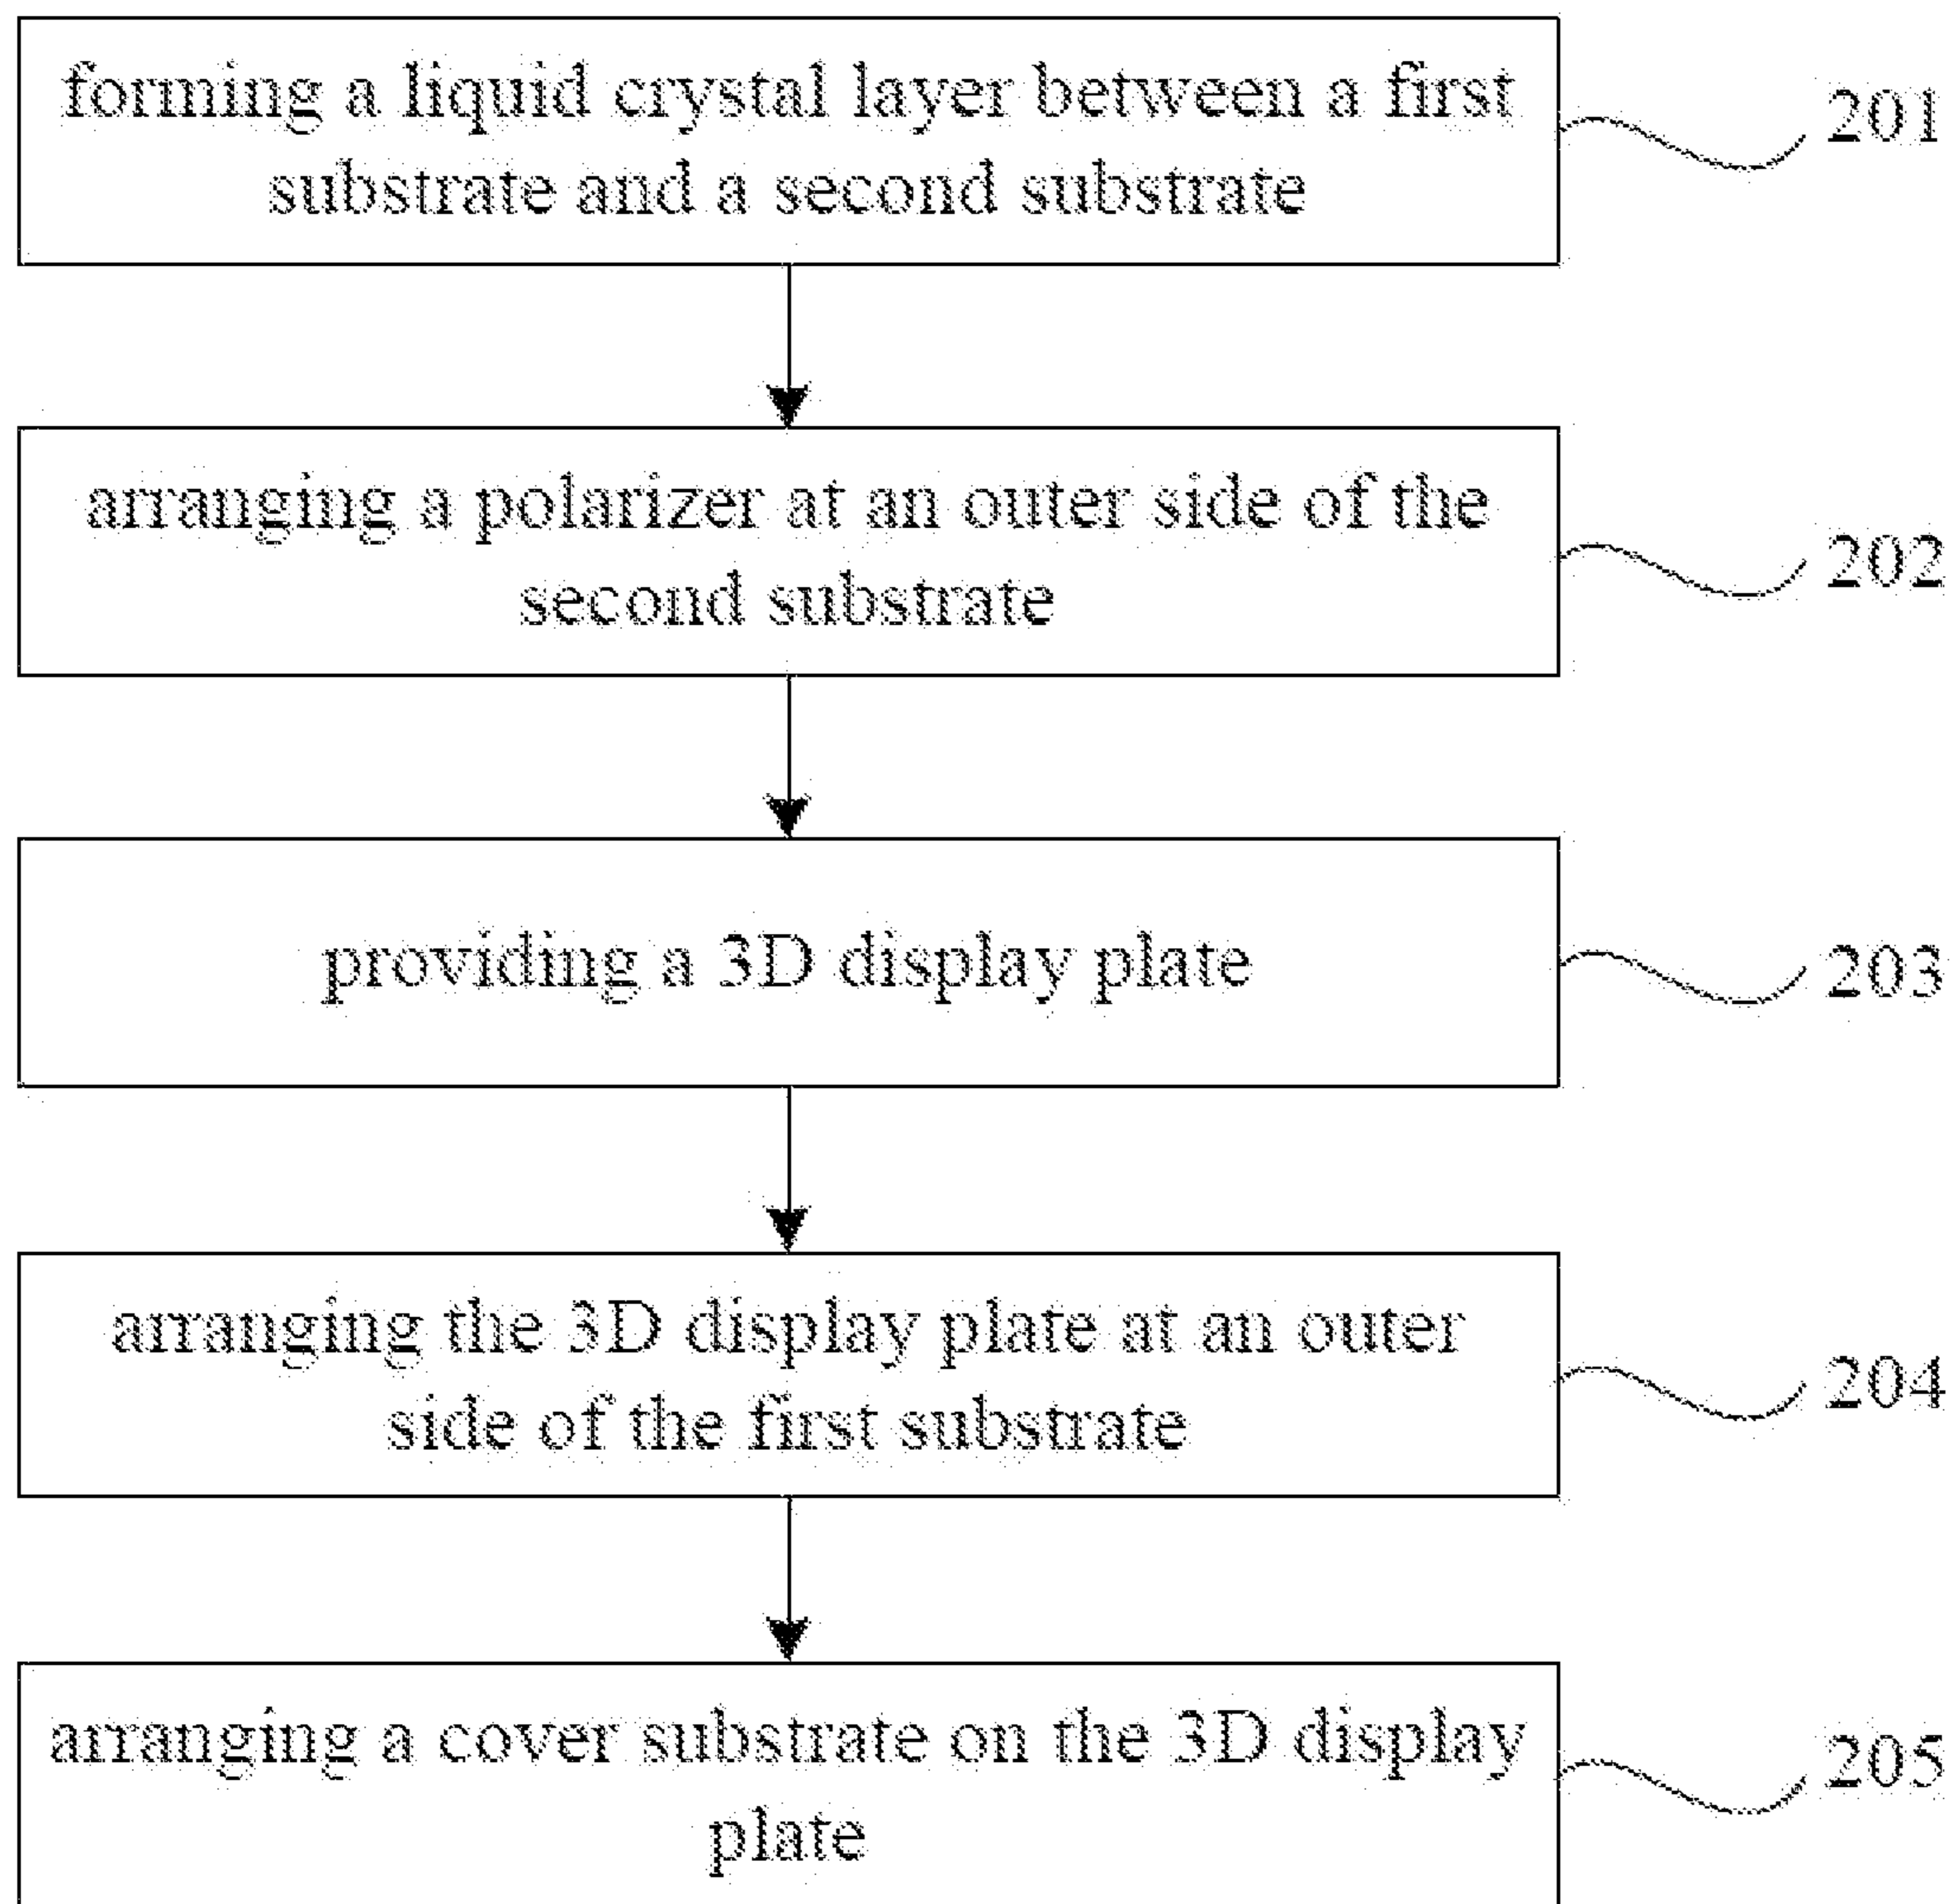 forming a liquid crystal layer between a first
substrate and a second substrate
201
arranging a polarizer at an outer side of the
second substrate
202
providing a 3D display plate
203
arranging the 3D display plate at an outer
side of the first substrate
204
arranging a cover substrate on the 3D display
plate
205